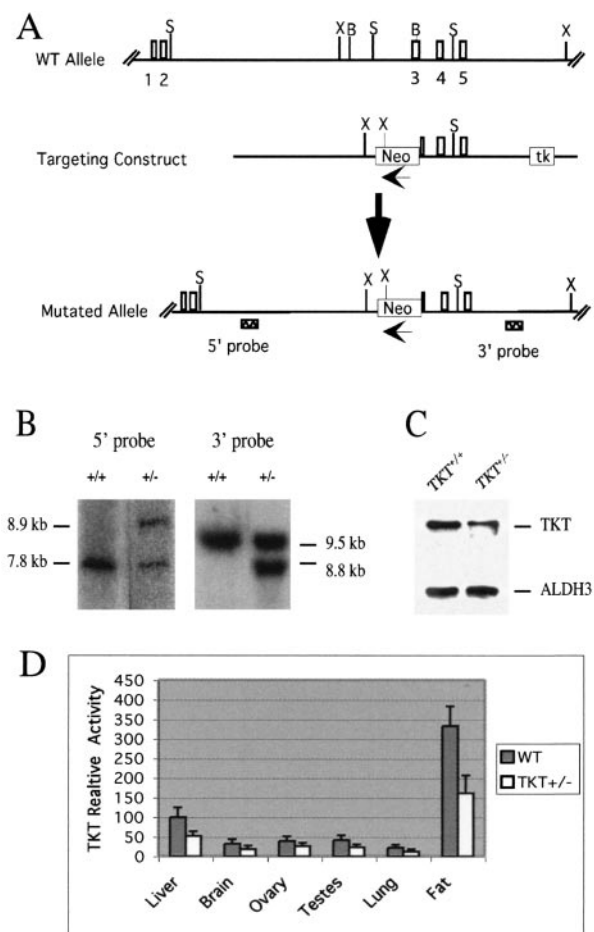 A
S X B S B S X
WT Allele
1 2 3 4 5
X X S
Targeting Construct Neo tk
S X X S X
Mutated Allele Neo
5' probe 3' probe
B
5' probe 3' probe
+/+ +/- +/+ +/-
8.9 kb
7.8 kb
9.5 kb
8.8 kb
C
TKT+/+ TKT+/-
TKT
ALDH3
D
TKT Realtive Activity
450
400
350
300
250
200
150
100
50
0
Liver Brain Ovary Testes Lung Fat
WT
TKT+/-